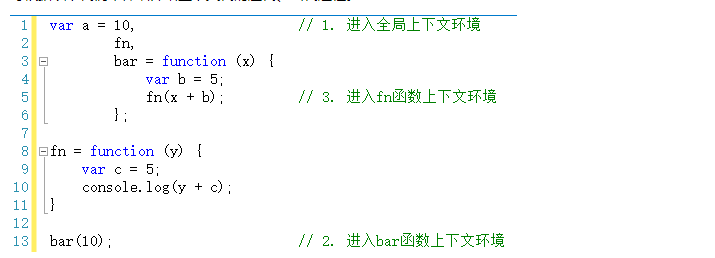 1 var a = 10, // 1. 进入全局上下文环境
2 fn,
3 bar = function (x) {
4 var b = 5;
5 fn(x + b); // 3. 进入fn函数上下文环境
6 };
7
8 fn = function (y) {
9 var c = 5;
10 console.log(y + c);
11 }
12
13 bar(10); // 2. 进入bar函数上下文环境